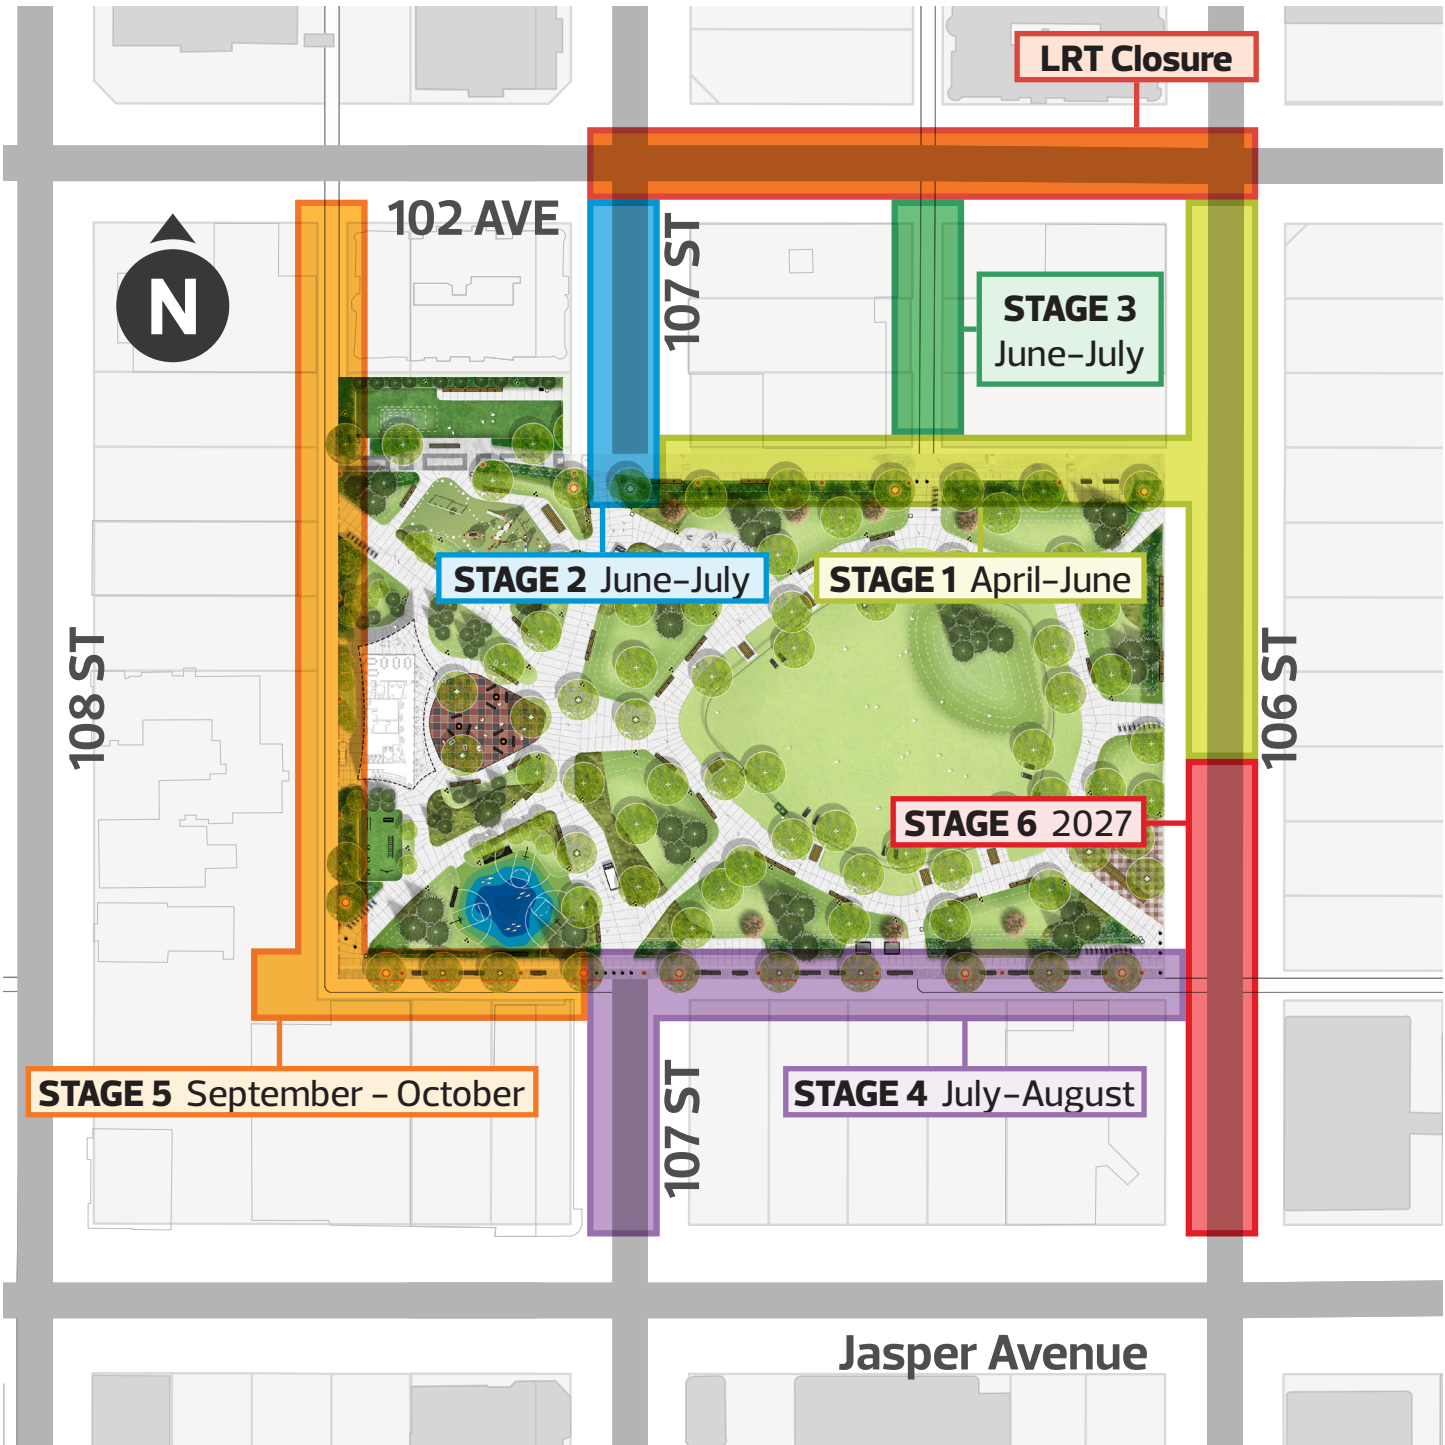 LRT Closure
102 AVE
107 ST
N
STAGE 3
June–July
STAGE 2 June–July
STAGE 1 April–June
108 ST
106 ST
STAGE 6 2027
STAGE 5 September – October
STAGE 4 July–August
107 ST
Jasper Avenue